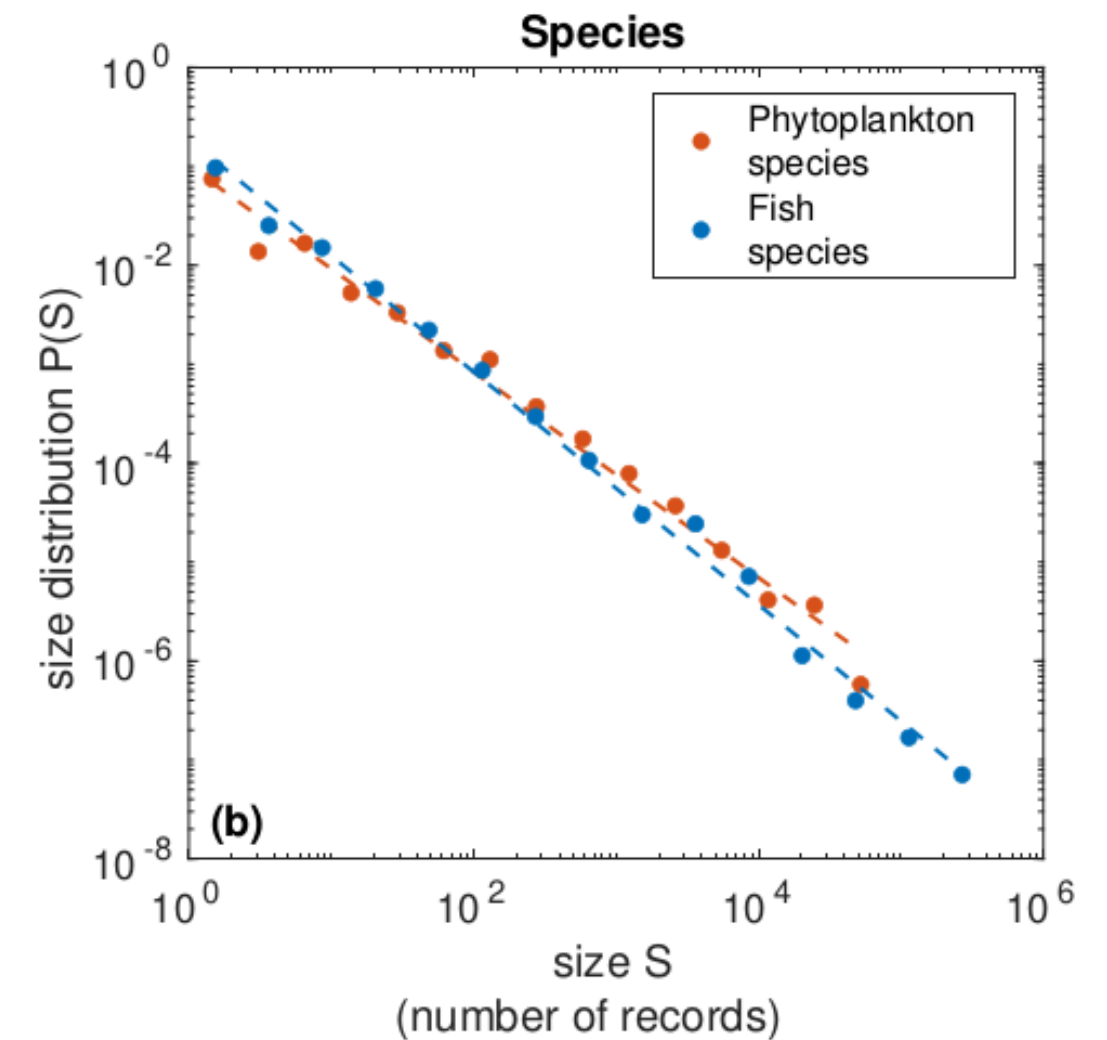 Species
10^0
10^-2
10^-4
10^-6
10^-8
size distribution P(S)
Phytoplankton
species
Fish
species
(b)
10^0 10^2 10^4 10^6
size S
(number of records)